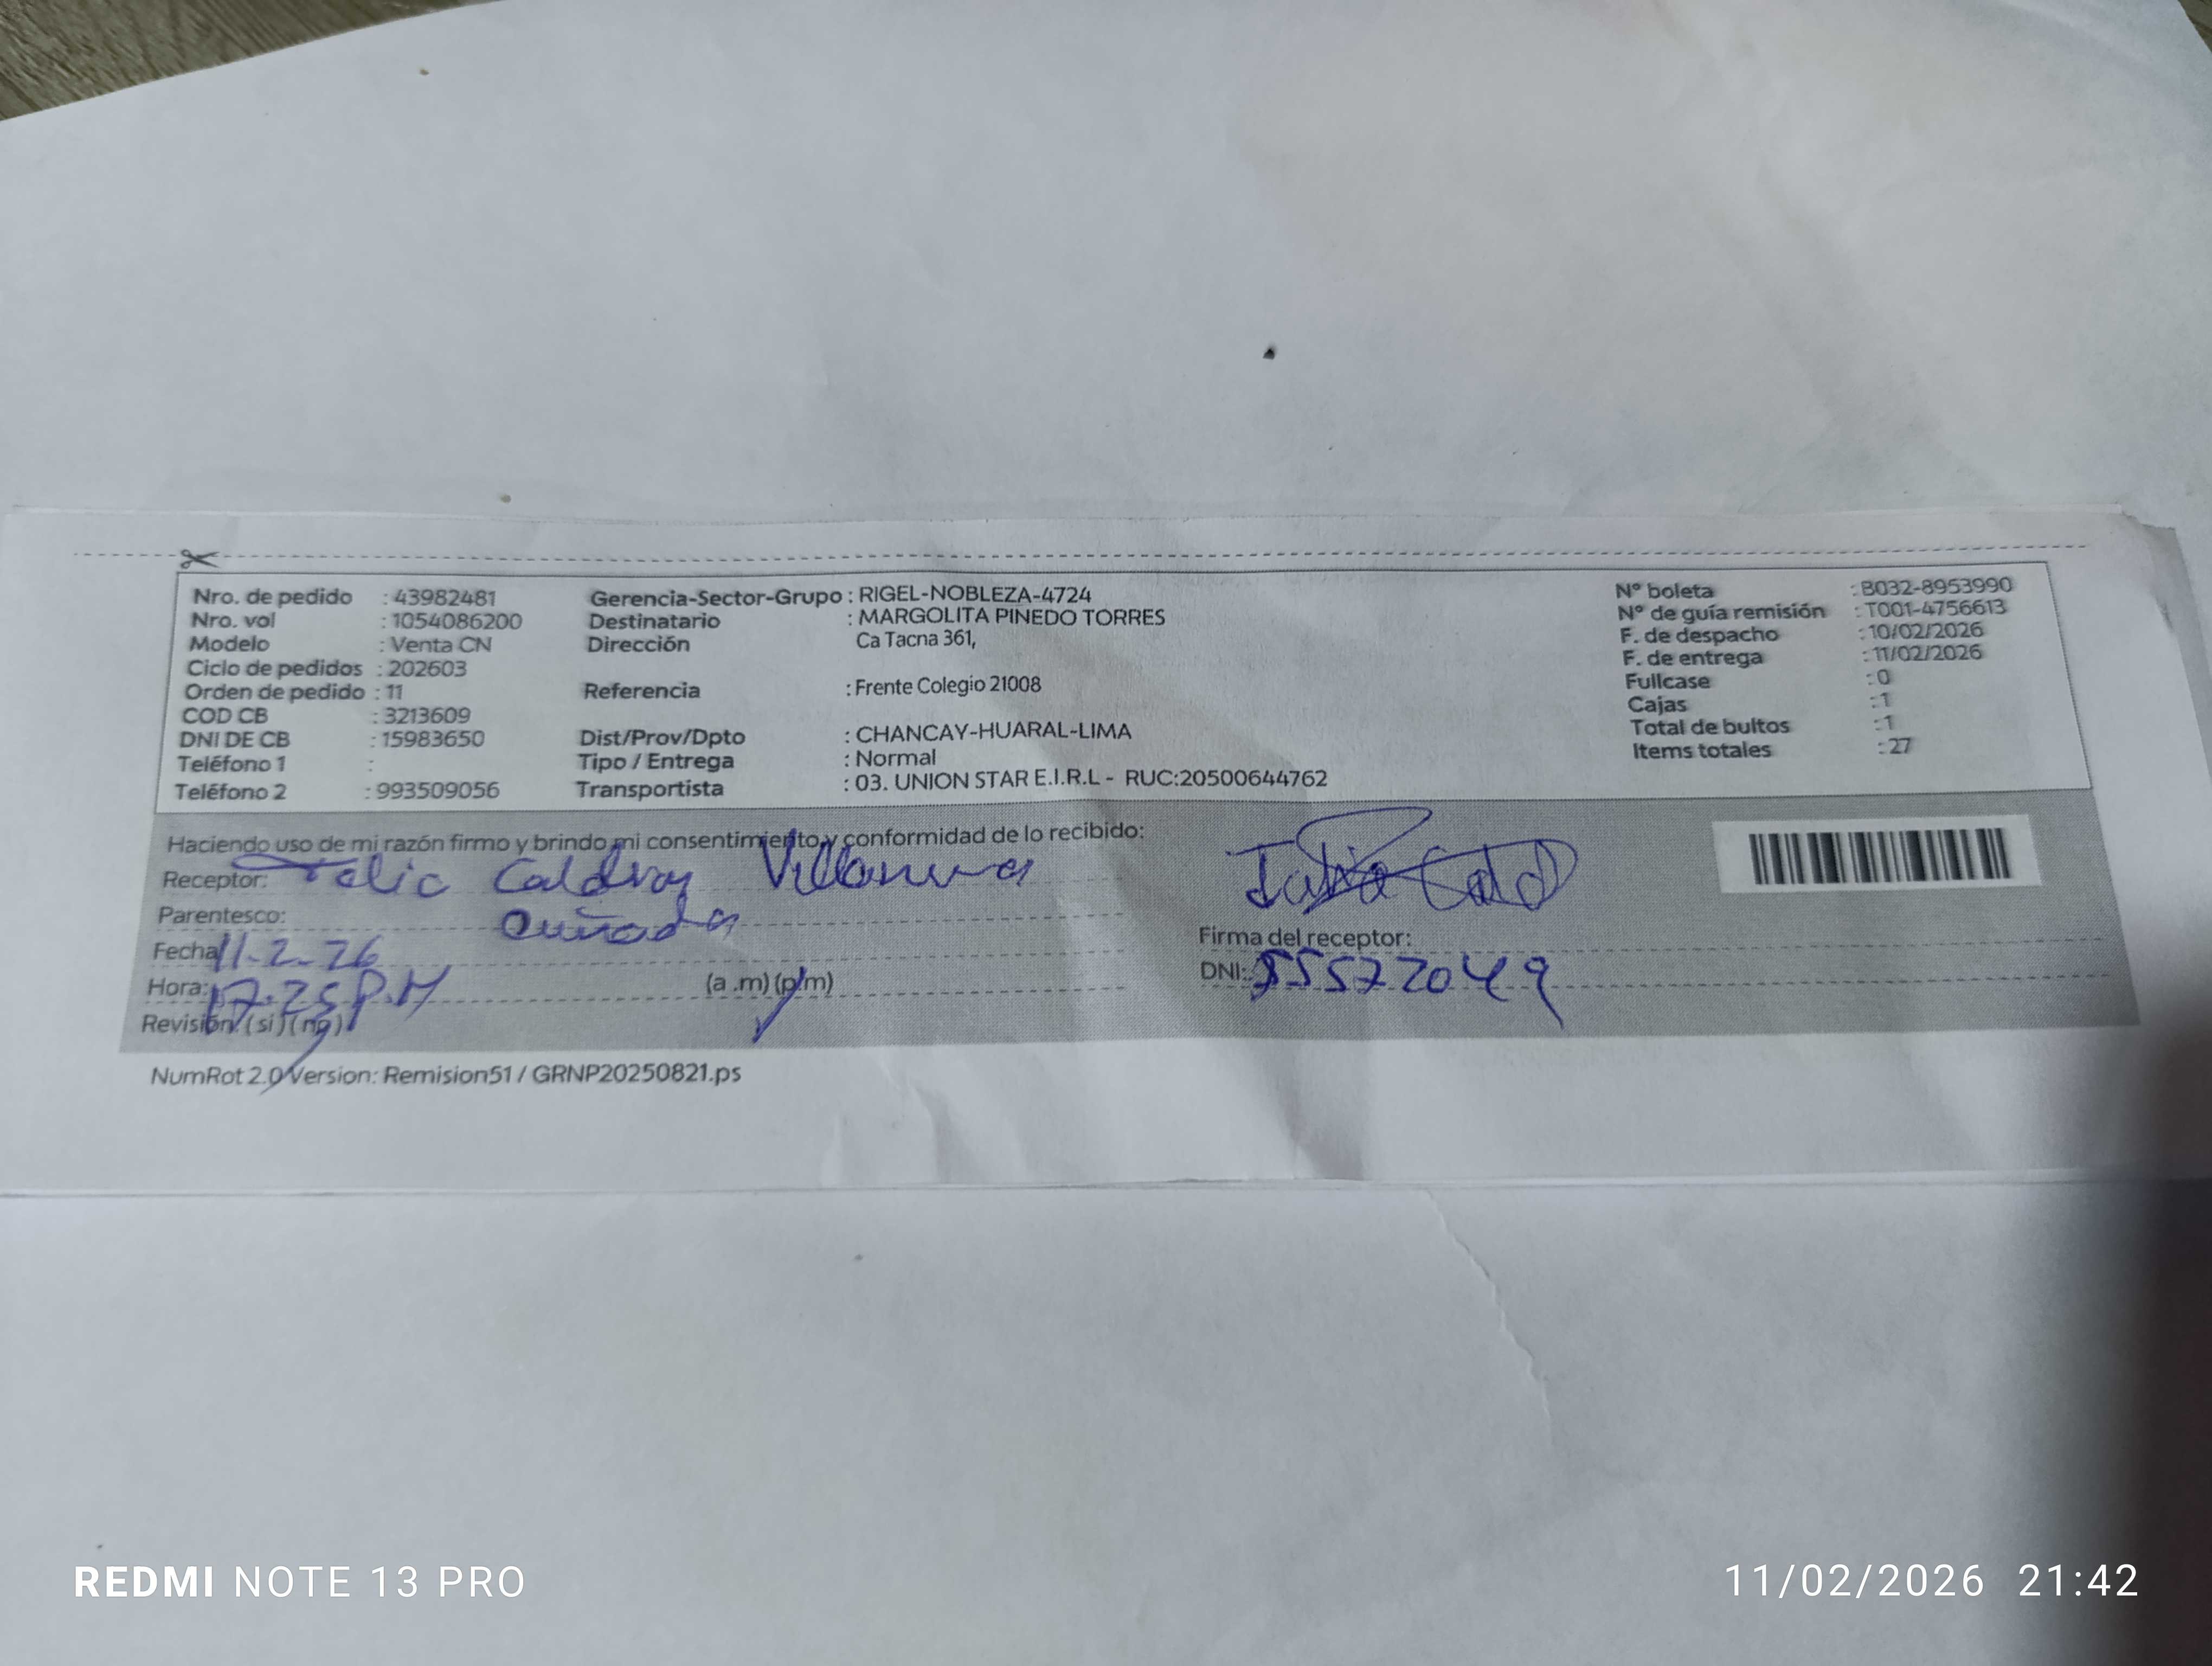 Nro. de pedido : 43982481
Nro. vol : 1054086200
Modelo : Venta CN
Ciclo de pedidos : 202603
Orden de pedido : 11
COD CB : 3213609
DNI DE CB : 15983650
Teléfono 1 :
Teléfono 2 : 993509056
Gerencia-Sector-Grupo : RIGEL-NOBLEZA-4724
Destinatario : MARGOLITA PINEDO TORRES
Dirección Ca Tacna 361,
Referencia : Frente Colegio 21008
Dist/Prov/Dpto : CHANCAY-HUARAL-LIMA
Tipo / Entrega : Normal
Transportista : 03. UNION STAR E.I.R.L - RUC:20500644762
N° boleta : B032-8953990
N° de guía remisión : T001-4756613
F. de despacho : 10/02/2026
F. de entrega : 11/02/2026
Fullcase : 0
Cajas : 1
Total de bultos : 1
Items totales : 27
Haciendo uso de mi razón firmo y brindo mi consentimiento y conformidad de lo recibido:
Receptor: Villanueva
Parentesco: Cuñada
Fecha 11-2-26
Hora: 17.25 P.M (a.m) (p.m)
Revisión: (si) (no)
Firma del receptor:
DNI:
NumRot 2.0 Version: Remision51 / GRNP20250821.ps
REDMI NOTE 13 PRO
11/02/2026 21:42